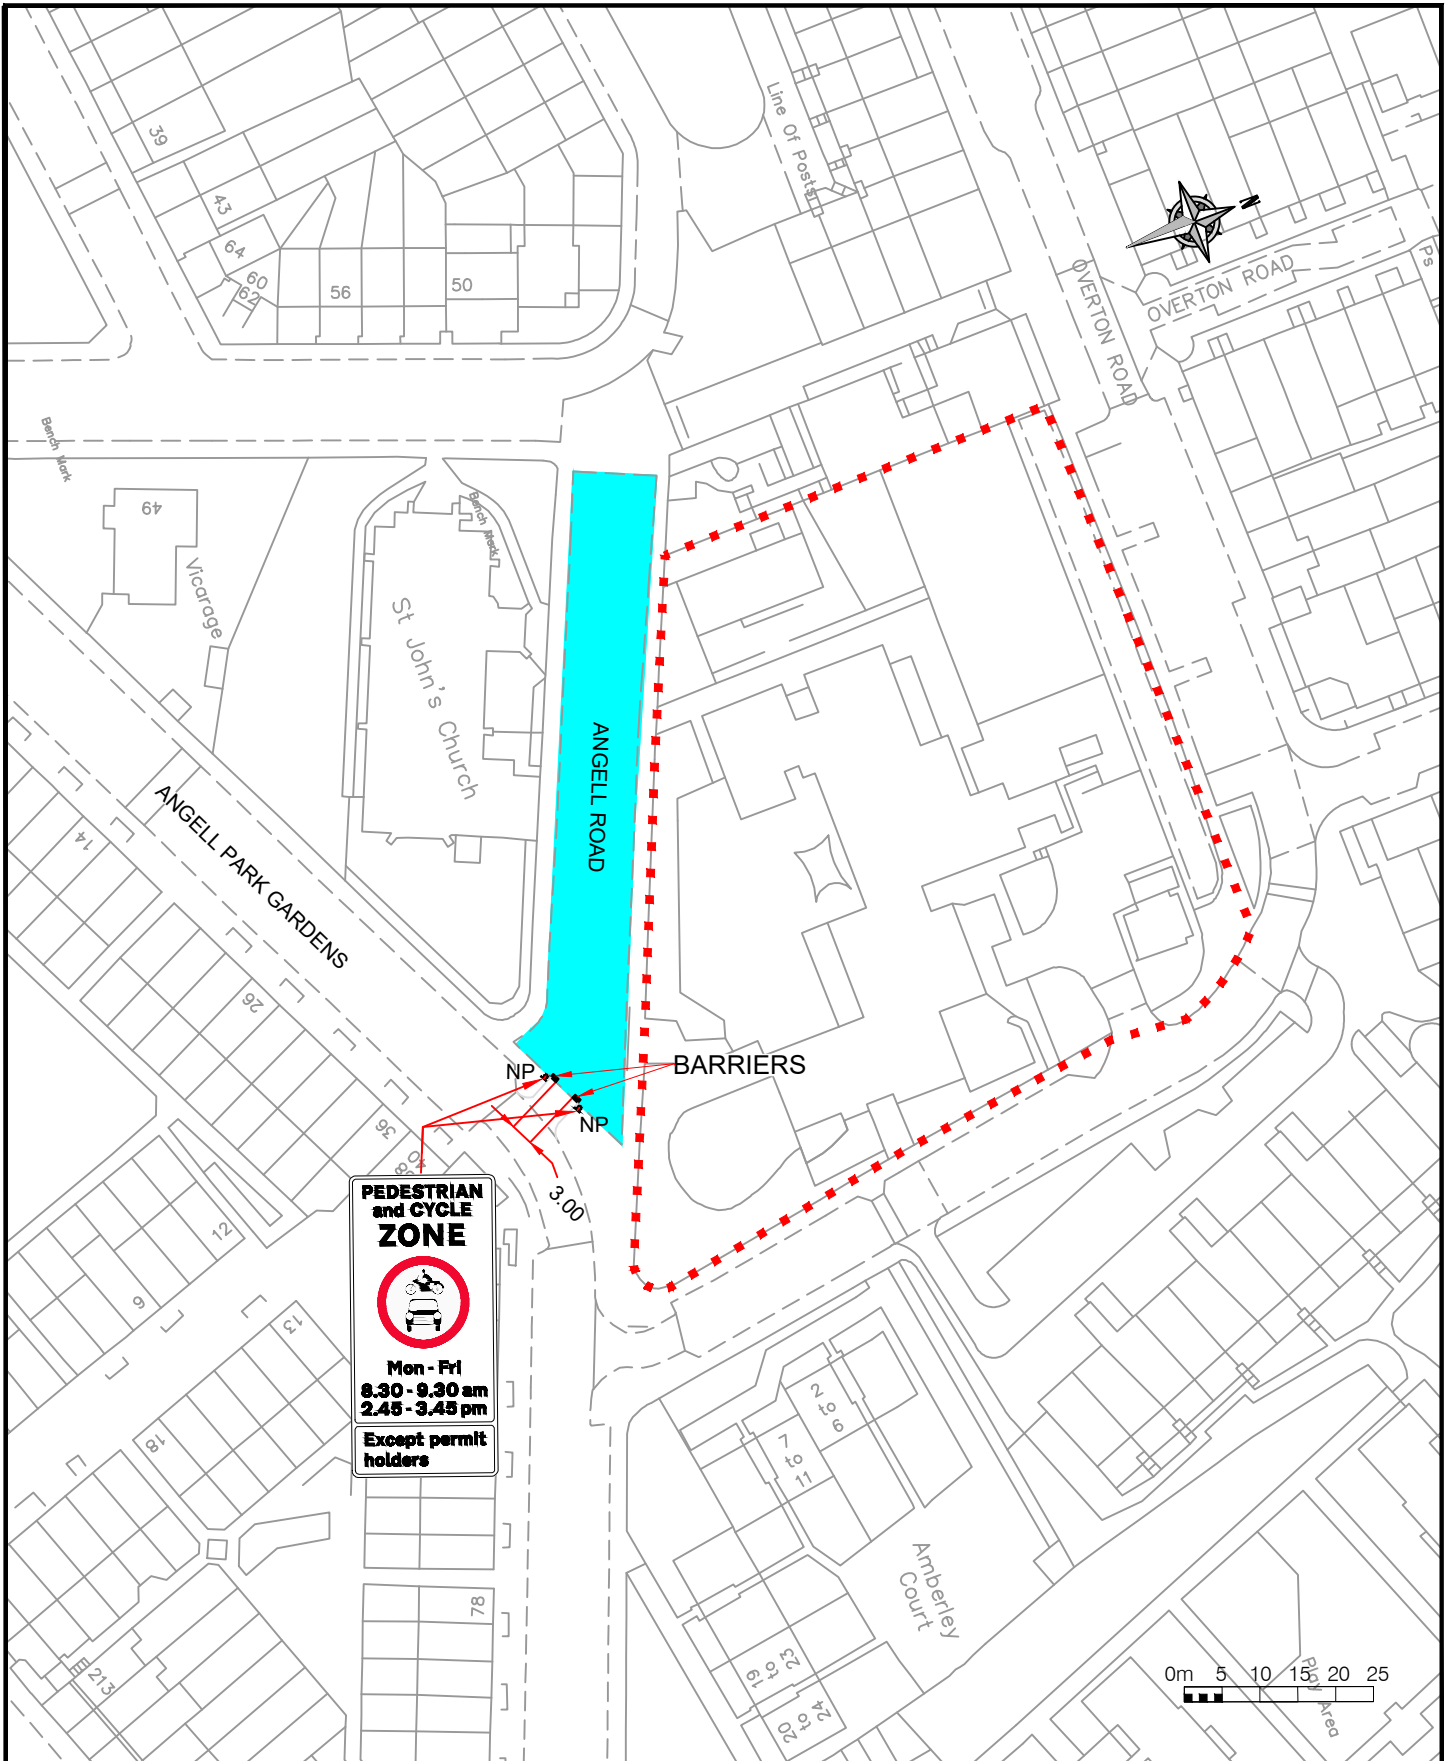 39
43
64
60
62
56
50
Line Of Posts
N
OVERTON ROAD
OVERTON ROAD
Ps
Bench Mark
Bench Mark
49
Vicarage
St John's Church
ANGELL ROAD
ANGELL PARK GARDENS
14
26
36
40
38
12
6
13
18
NP
BARRIERS
NP
3.00
PEDESTRIAN
and CYCLE
ZONE
Mon - Fri
8.30 - 9.30 am
2.45 - 3.45 pm
Except permit
holders
78
213
2
to
6
7
to
11
Amberley
Court
19
to
23
20
to
24
Play Area
0m 5 10 15 20 25